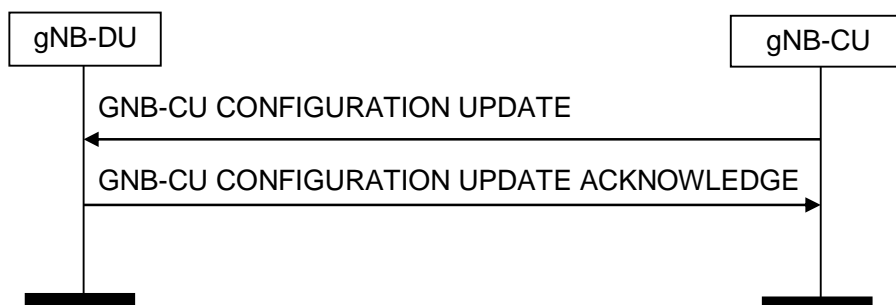 gNB-DU
gNB-CU
GNB-CU CONFIGURATION UPDATE
GNB-CU CONFIGURATION UPDATE ACKNOWLEDGE